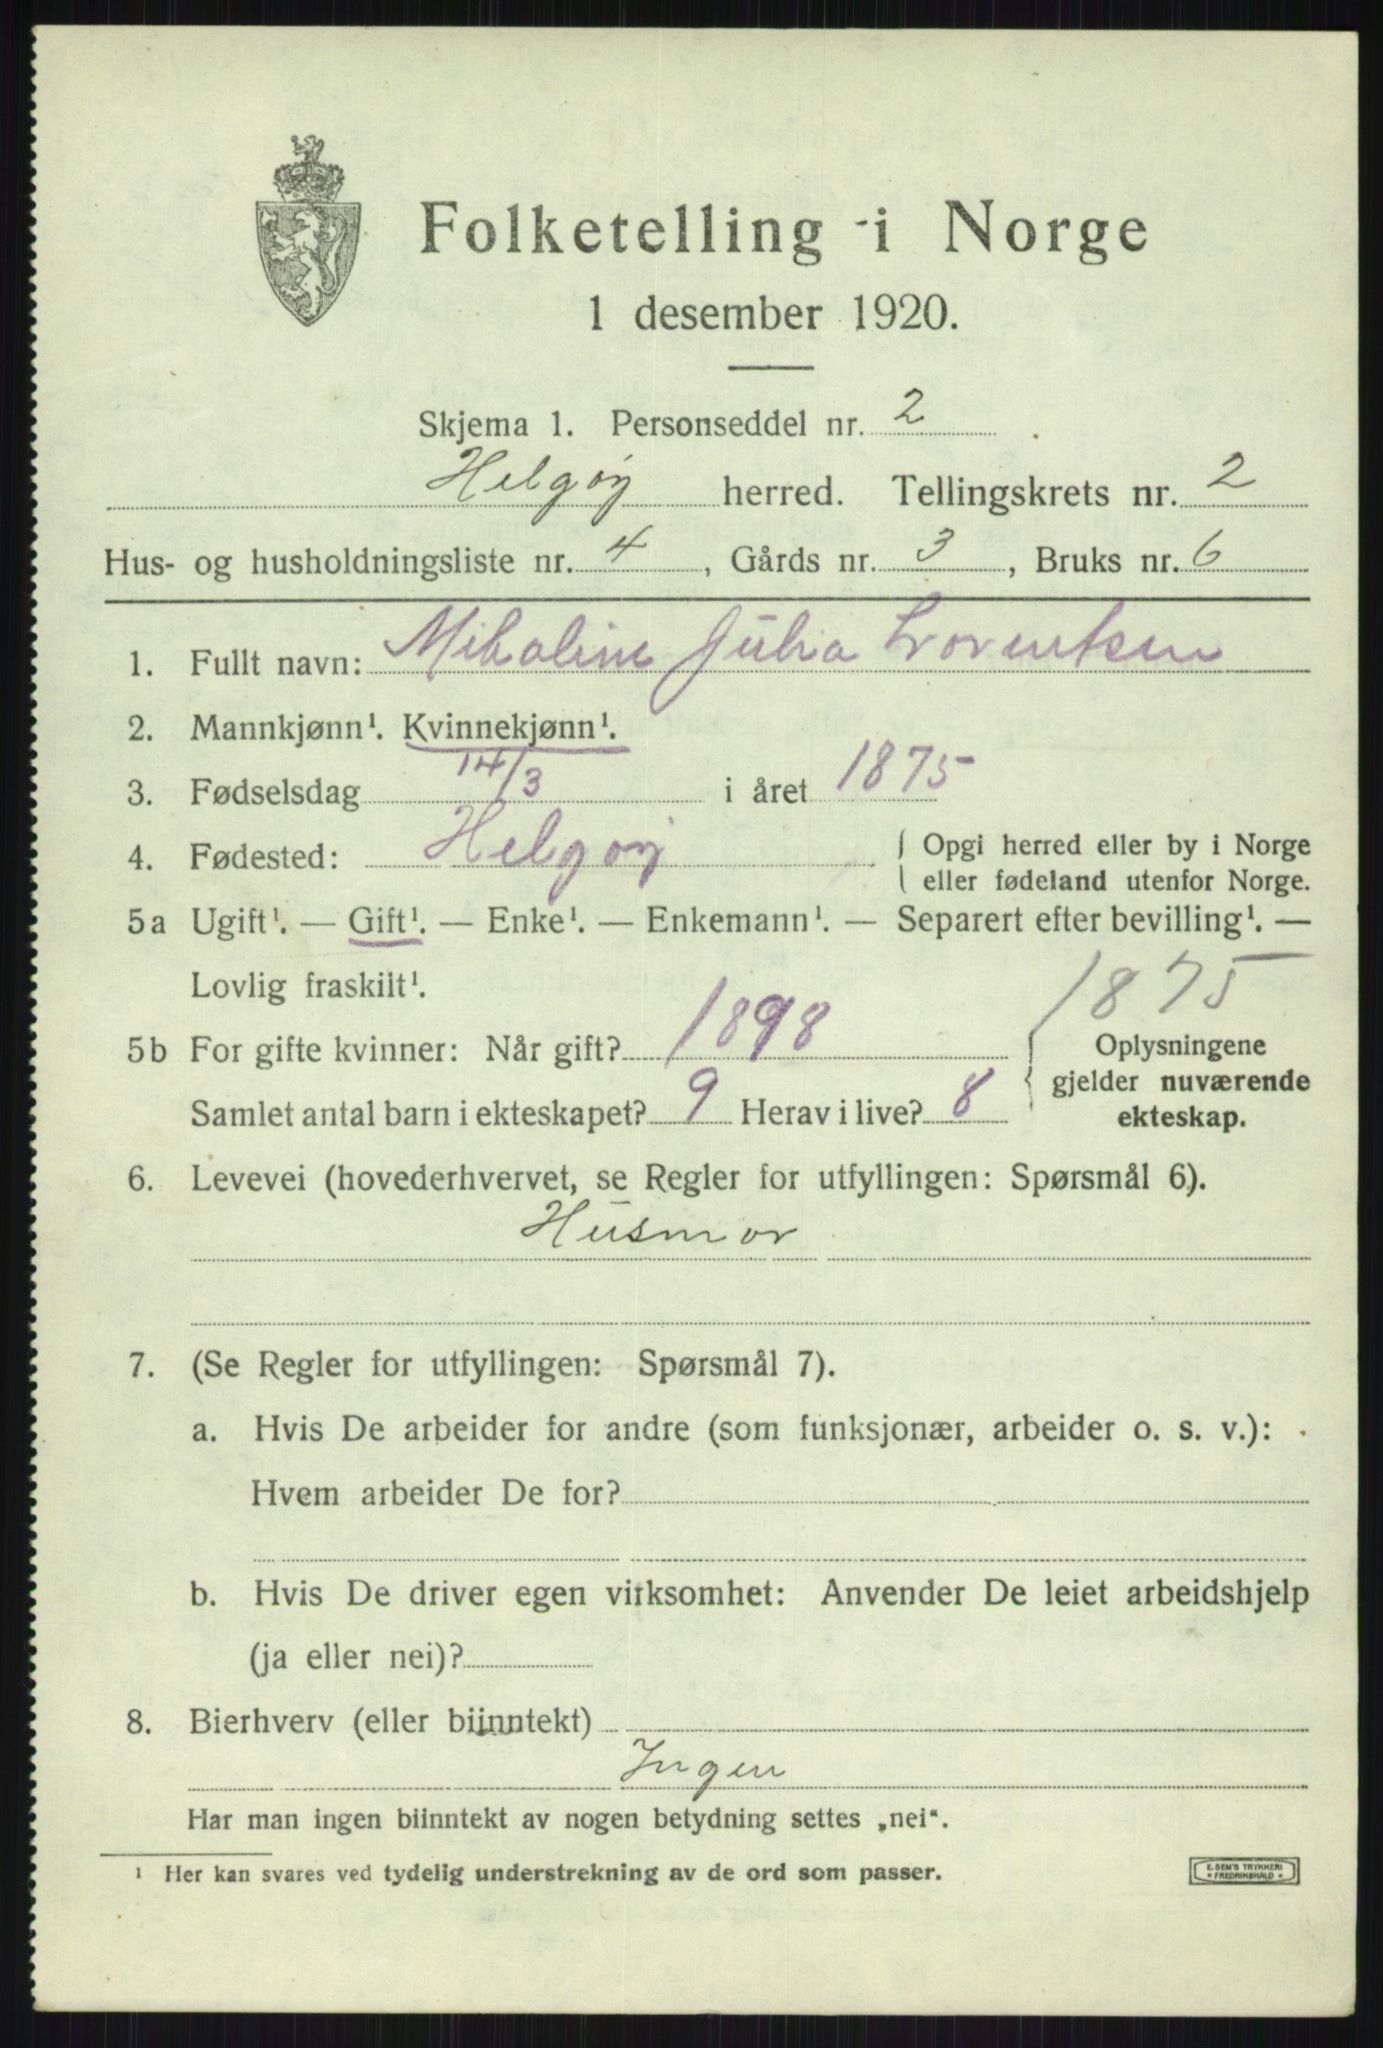 Folketelling i Norge
1 desember 1920.
Skjema 1. Personseddel nr. 2
Helgøy herred. Tellingskrets nr. 2
Hus- og husholdningsliste nr. 4, Gårds nr. 3, Bruks nr. 6
1. Fullt navn: Mikaline Julia Lorentsen
2. Mannkjønn¹. Kvinnekjønn¹.
3. Fødselsdag 14/3 i året 1875
4. Fødested: Helgøy { Opgi herred eller by i Norge
eller fødeland utenfor Norge.
5a Ugift¹. — Gift¹. — Enke¹. — Enkemann¹. — Separert efter bevilling¹. —
Lovlig fraskilt¹. 1875
5b For gifte kvinner: Når gift? 1898
Samlet antal barn i ekteskapet? 9 Herav i live? 8
{ Oplysningene
gjelder nuværende
ekteskap.
6. Levevei (hovederhvervet, se Regler for utfyllingen: Spørsmål 6).
Husmor
7. (Se Regler for utfyllingen: Spørsmål 7).
a. Hvis De arbeider for andre (som funksjonær, arbeider o. s. v.):
Hvem arbeider De for?
b. Hvis De driver egen virksomhet: Anvender De leiet arbeidshjelp
(ja eller nei)?
8. Bierhverv (eller biinntekt)
Ingen
Har man ingen biinntekt av nogen betydning settes „nei“.
¹ Her kan svares ved tydelig understrekning av de ord som passer.
E. SEM'S TRYKKERI
* FREDRIKSHALD *